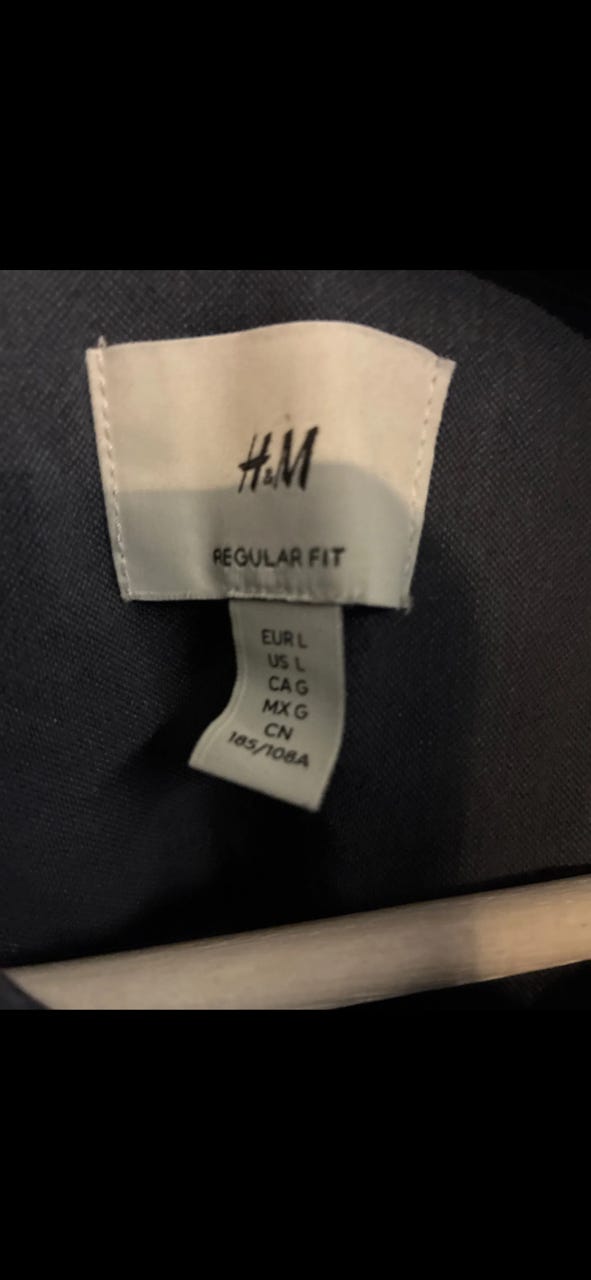 H&M
REGULAR FIT
EUR L
US L
CA G
MX G
CN
185/108A